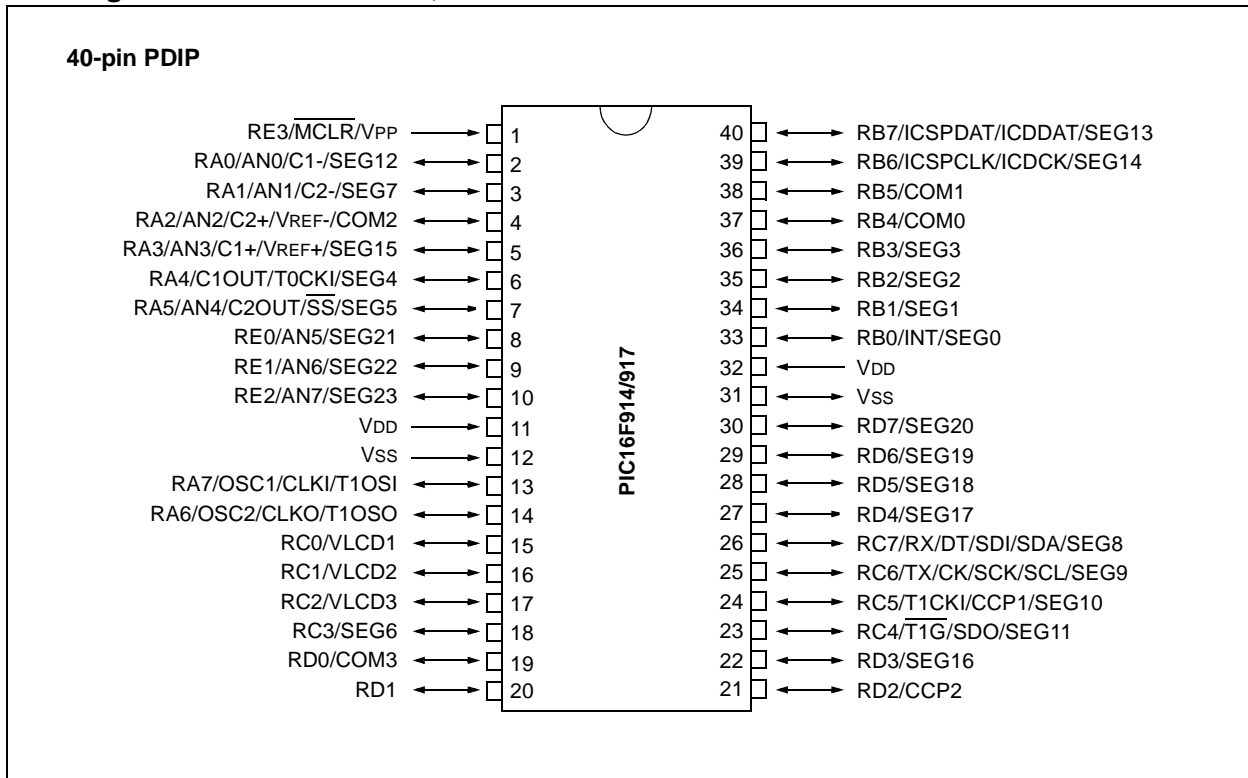 40-pin PDIP
RE3/MCLR/VPP
1
40
RB7/ICSPDAT/ICDDAT/SEG13
RA0/AN0/C1-/SEG12
2
39
RB6/ICSPCLK/ICDCK/SEG14
RA1/AN1/C2-/SEG7
3
38
RB5/COM1
RA2/AN2/C2+/VREF-/COM2
4
37
RB4/COM0
RA3/AN3/C1+/VREF+/SEG15
5
36
RB3/SEG3
RA4/C1OUT/T0CKI/SEG4
6
35
RB2/SEG2
RA5/AN4/C2OUT/SS/SEG5
7
34
RB1/SEG1
RE0/AN5/SEG21
8
33
RB0/INT/SEG0
RE1/AN6/SEG22
9
32
VDD
RE2/AN7/SEG23
10
31
VSS
VDD
11
30
RD7/SEG20
VSS
12
29
RD6/SEG19
RA7/OSC1/CLKI/T1OSI
13
28
RD5/SEG18
RA6/OSC2/CLKO/T1OSO
14
27
RD4/SEG17
RC0/VLCD1
15
26
RC7/RX/DT/SDI/SDA/SEG8
RC1/VLCD2
16
25
RC6/TX/CK/SCK/SCL/SEG9
RC2/VLCD3
17
24
RC5/T1CKI/CCP1/SEG10
RC3/SEG6
18
23
RC4/T1G/SDO/SEG11
RD0/COM3
19
22
RD3/SEG16
RD1
20
21
RD2/CCP2
PIC16F914/917